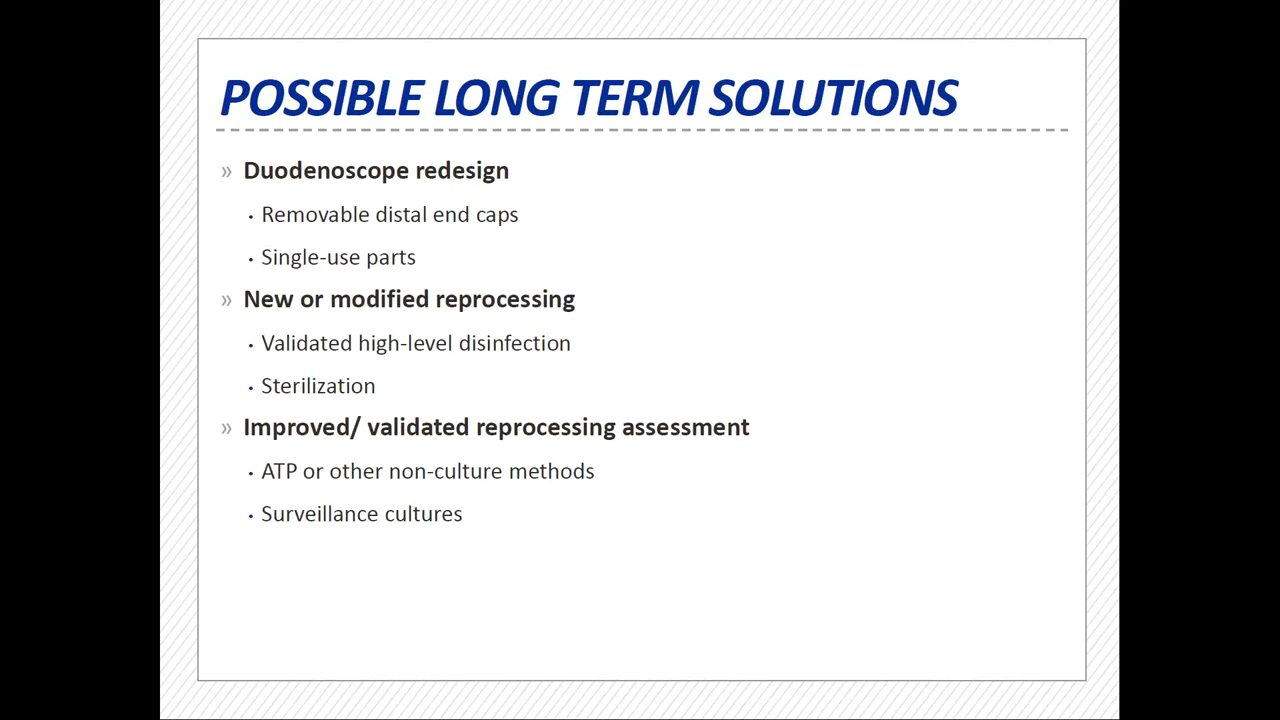 POSSIBLE LONG TERM SOLUTIONS
» Duodenoscope redesign
• Removable distal end caps
• Single-use parts
» New or modified reprocessing
• Validated high-level disinfection
• Sterilization
» Improved/ validated reprocessing assessment
• ATP or other non-culture methods
• Surveillance cultures